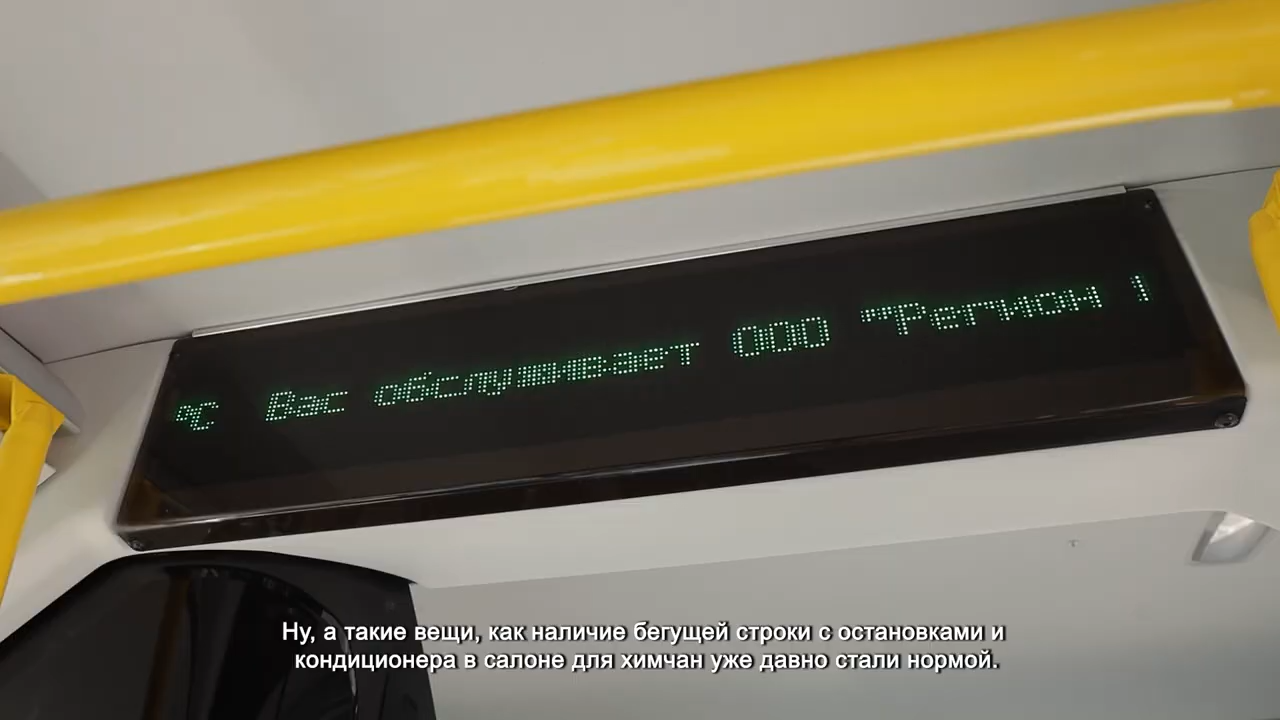 °C Вас обслуживает ООО "Регион
Ну, а такие вещи, как наличие бегущей строки с остановками и
кондиционера в салоне для химчан уже давно стали нормой.